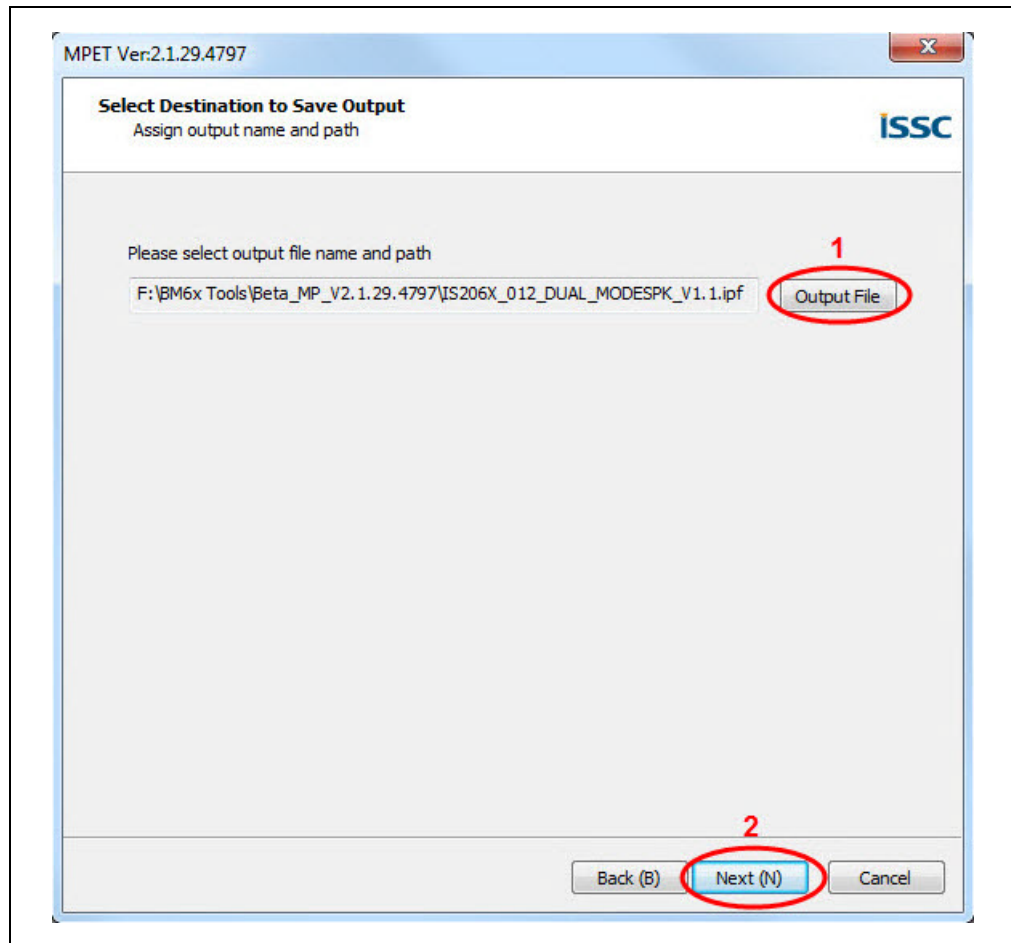 MPET Ver:2.1.29.4797
Select Destination to Save Output
Assign output name and path
ISSC
Please select output file name and path
1
F:\BM6x Tools\Beta_MP_V2.1.29.4797\IS206X_012_DUAL_MODESPK_V1.1.ipf
Output File
2
Back (B)
Next (N)
Cancel